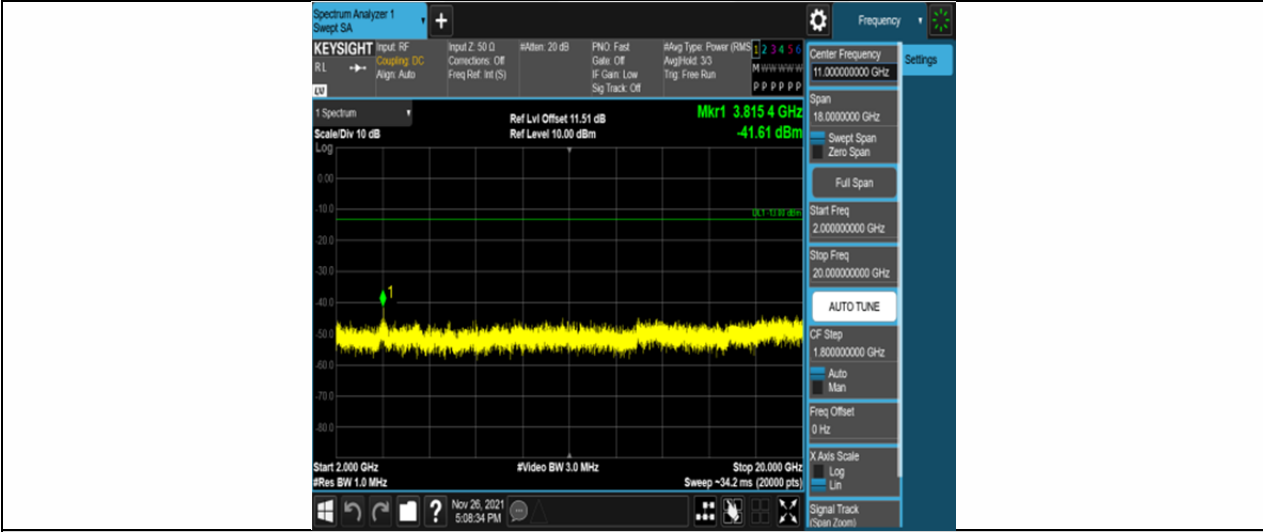 Spectrum Analyzer 1
Swept SA
+
Frequency
KEYSIGHT
RL
LV
Input: RF
Coupling: DC
Align: Auto
Input Z: 50 Ω
Corrections: Off
Freq Ref: Int (S)
#Atten: 20 dB
PNO: Fast
Gate: Off
IF Gain: Low
Sig Track: Off
#Avg Type: Power (RMS
Avg|Hold: 3/3
Trig: Free Run
1 2 3 4 5 6
M W W W W W
P P P P P P
1 Spectrum
Scale/Div 10 dB
Log
Ref Lvl Offset 11.51 dB
Ref Level 10.00 dBm
Mkr1 3.815 4 GHz
-41.61 dBm
0.00
-10.0
DL1 -13.00 dBm
-20.0
-30.0
1
-40.0
-50.0
-60.0
-70.0
-80.0
Start 2.000 GHz
#Res BW 1.0 MHz
#Video BW 3.0 MHz
Stop 20.000 GHz
Sweep ~34.2 ms (20000 pts)
Center Frequency
11.000000000 GHz
Settings
Span
18.0000000 GHz
Swept Span
Zero Span
Full Span
Start Freq
2.000000000 GHz
Stop Freq
20.000000000 GHz
AUTO TUNE
CF Step
1.800000000 GHz
Auto
Man
Freq Offset
0 Hz
X Axis Scale
Log
Lin
Signal Track
(Span Zoom)
?
Nov 26, 2021
5:08:34 PM